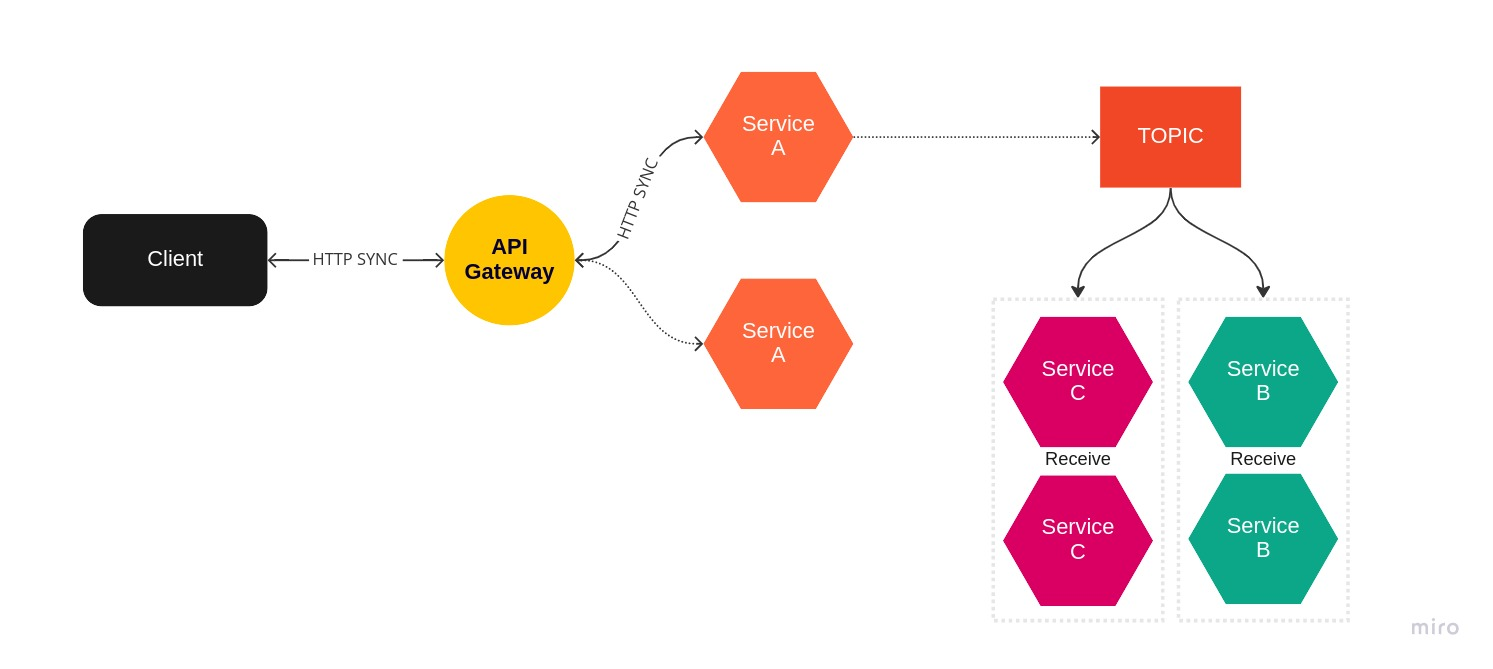 Client
HTTP SYNC
API
Gateway
HTTP SYNC
Service
A
Service
A
TOPIC
Service
C
Receive
Service
C
Service
B
Receive
Service
B
miro